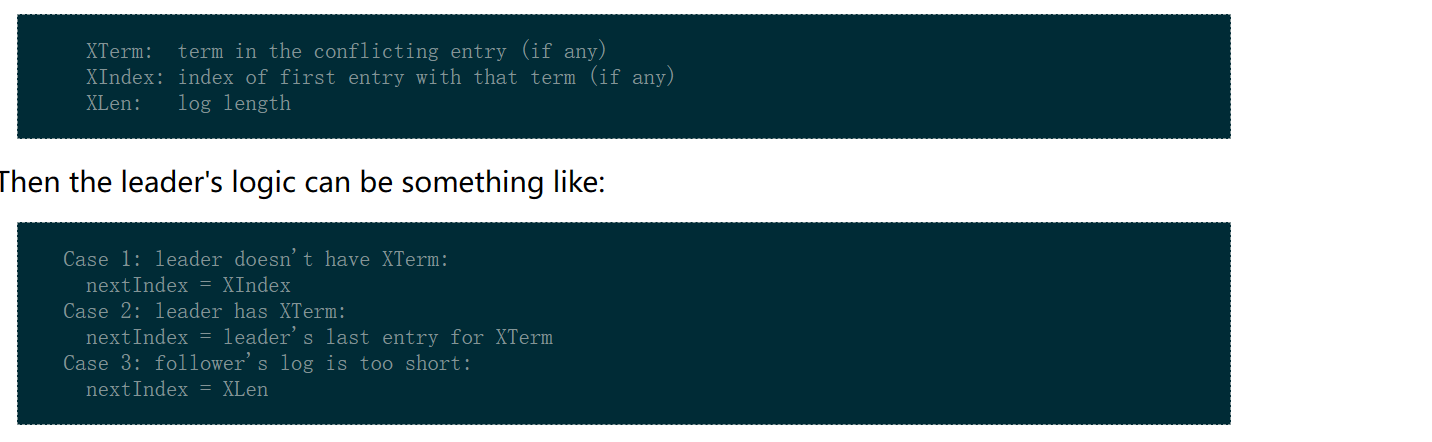 XTerm:  term in the conflicting entry (if any)
XIndex: index of first entry with that term (if any)
XLen:   log length
Then the leader's logic can be something like:
Case 1: leader doesn't have XTerm:
nextIndex = XIndex
Case 2: leader has XTerm:
nextIndex = leader's last entry for XTerm
Case 3: follower's log is too short:
nextIndex = XLen